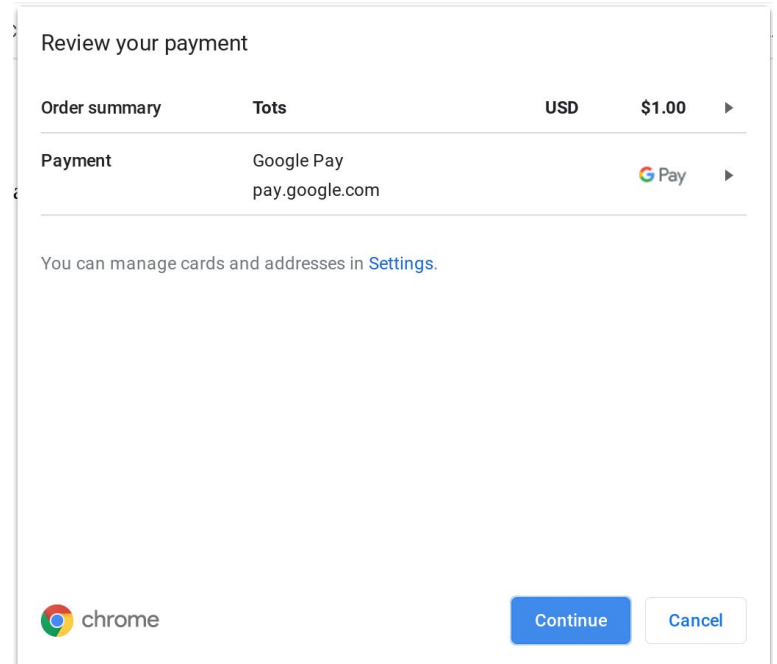 Review your payment
Order summary Tots USD $1.00
Payment Google Pay G Pay
pay.google.com
You can manage cards and addresses in Settings.
chrome Continue Cancel